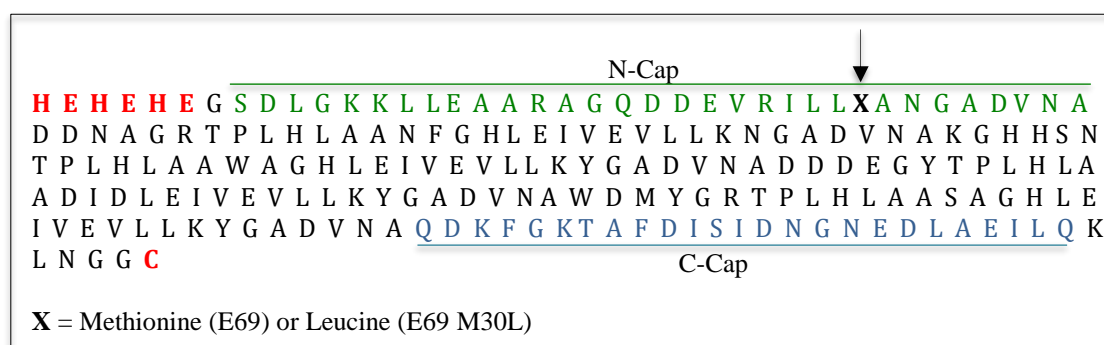 N-Cap
H E H E H E G S D L G K K L L E A A R A G Q D D E V R I L L X A N G A D V N A
D D N A G R T P L H L A A N F G H L E I V E V L L K N G A D V N A K G H H S N
T P L H L A A W A G H L E I V E V L L K Y G A D V N A D D D E G Y T P L H L A
A D I D L E I V E V L L K Y G A D V N A W D M Y G R T P L H L A A S A G H L E
I V E V L L K Y G A D V N A Q D K F G K T A F D I S I D N G N E D L A E I L Q K
L N G G C
C-Cap
X = Methionine (E69) or Leucine (E69 M30L)